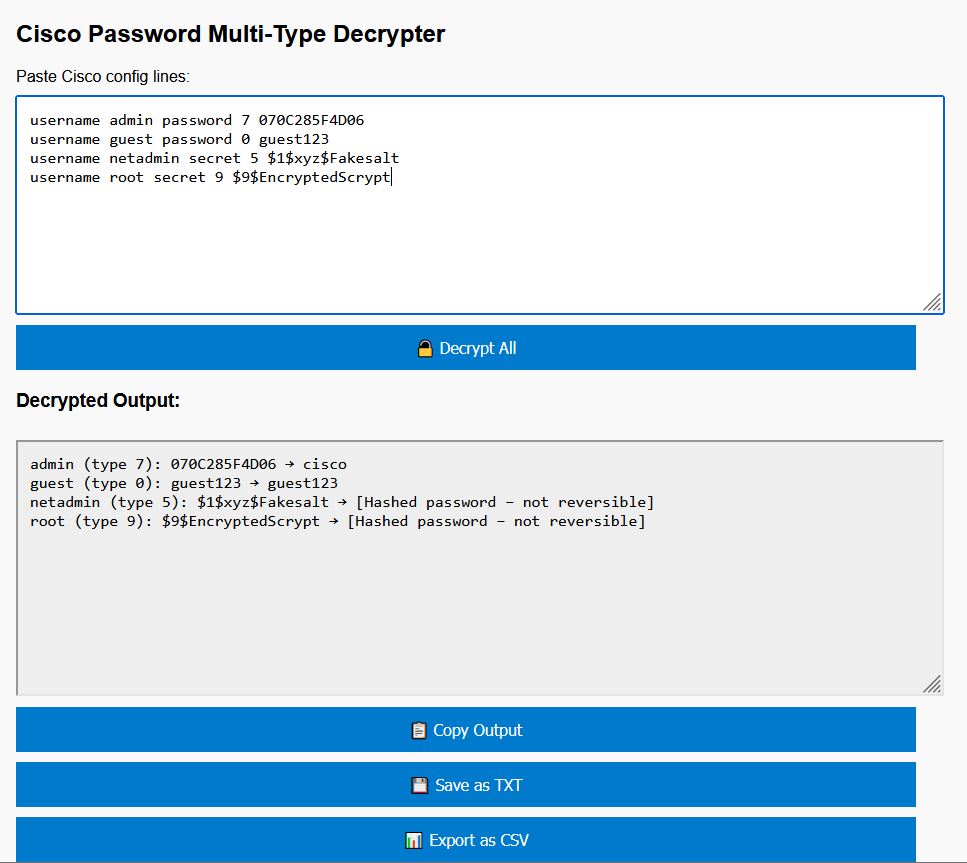 Cisco Password Multi-Type Decrypter
Paste Cisco config lines:
username admin password 7 070C285F4D06
username guest password 0 guest123
username netadmin secret 5 $1$xyz$Fakesalt
username root secret 9 $9$EncryptedScrypt
🔓 Decrypt All
Decrypted Output:
admin (type 7): 070C285F4D06 → cisco
guest (type 0): guest123 → guest123
netadmin (type 5): $1$xyz$Fakesalt → [Hashed password – not reversible]
root (type 9): $9$EncryptedScrypt → [Hashed password – not reversible]
📋 Copy Output
💾 Save as TXT
📊 Export as CSV